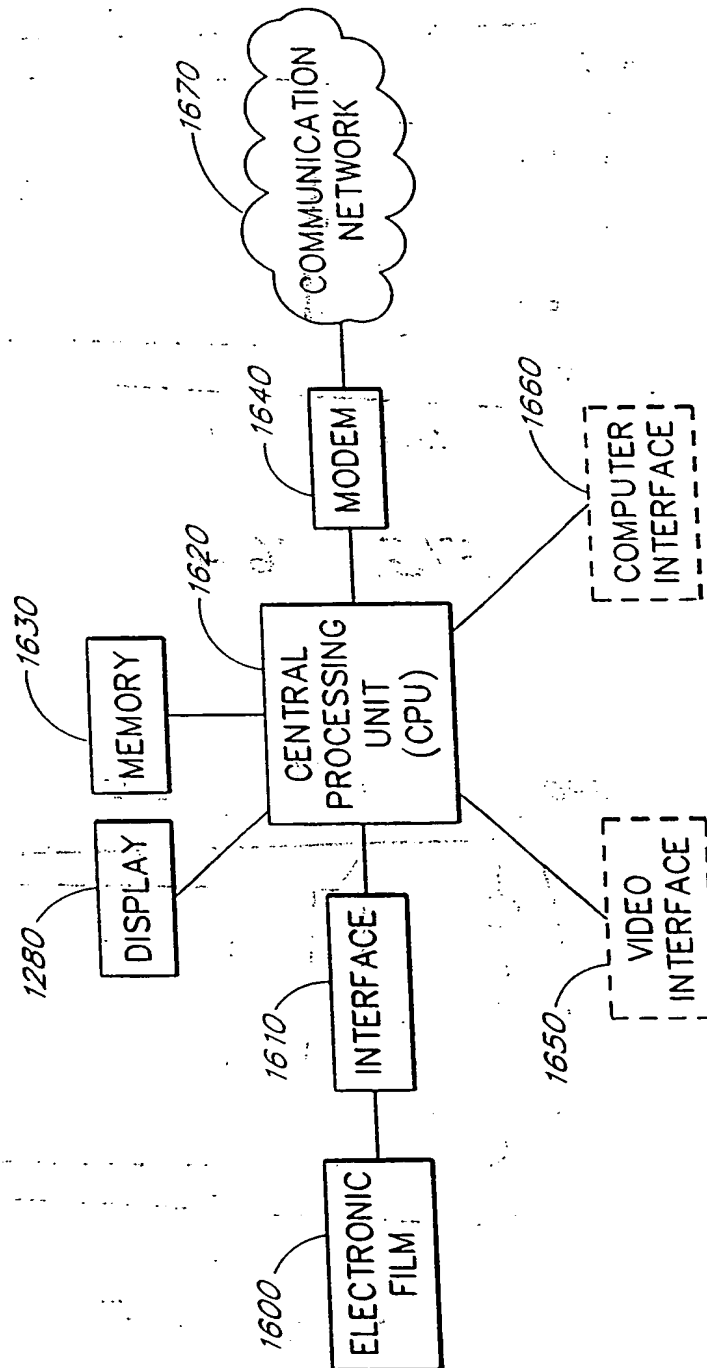 1280
DISPLAY
1630
MEMORY
1600
ELECTRONIC
FILM
1610
INTERFACE
1620
CENTRAL
PROCESSING
UNIT
(CPU)
1640
MODEM
1670
COMMUNICATION
NETWORK
1650
VIDEO
INTERFACE
1660
COMPUTER
INTERFACE